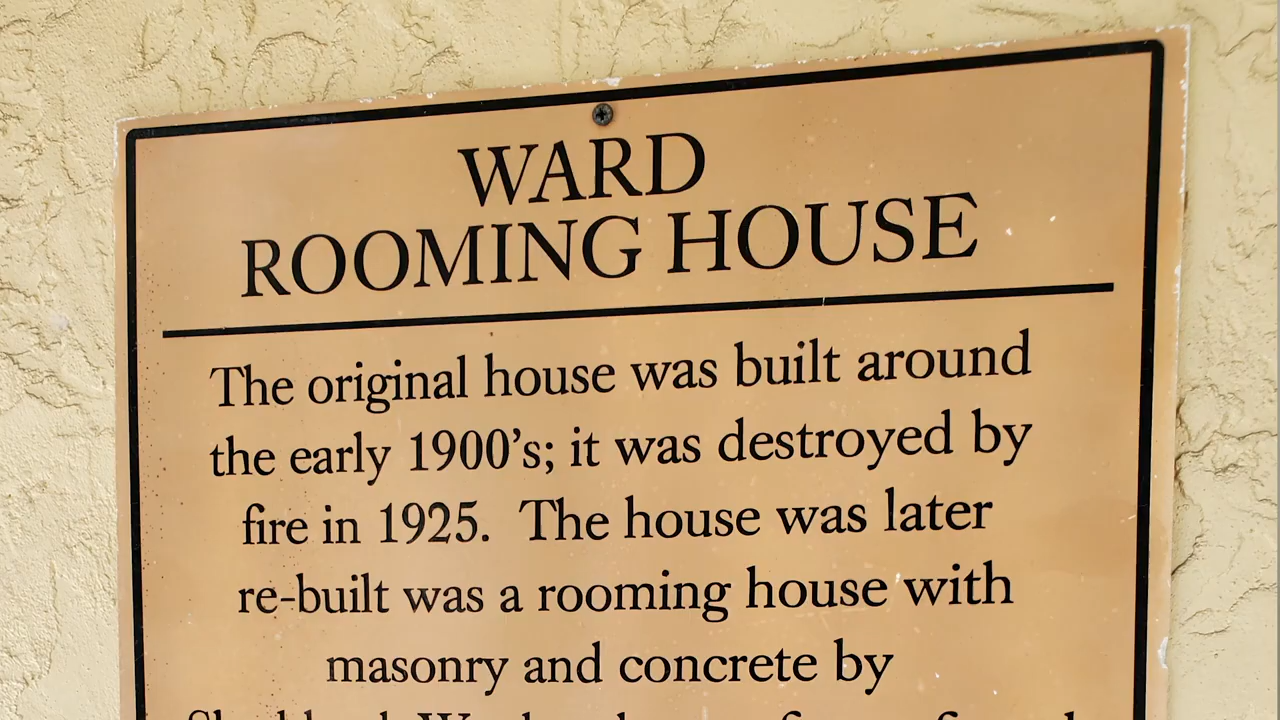 WARD
ROOMING HOUSE
The original house was built around
the early 1900's; it was destroyed by
fire in 1925. The house was later
re-built was a rooming house with
masonry and concrete by